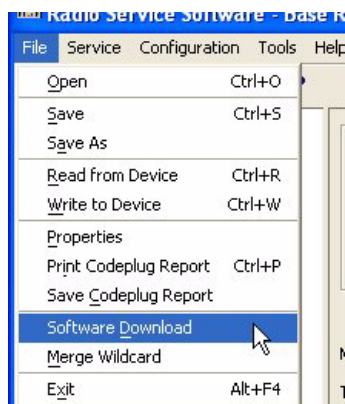 Radio Service Software - Base R
File Service Configuration Tools Help
Open Ctrl+O
Save Ctrl+S
Save As
Read from Device Ctrl+R
Write to Device Ctrl+W
Properties
Print Codeplug Report Ctrl+P
Save Codeplug Report
Software Download
Merge Wildcard
Exit Alt+F4